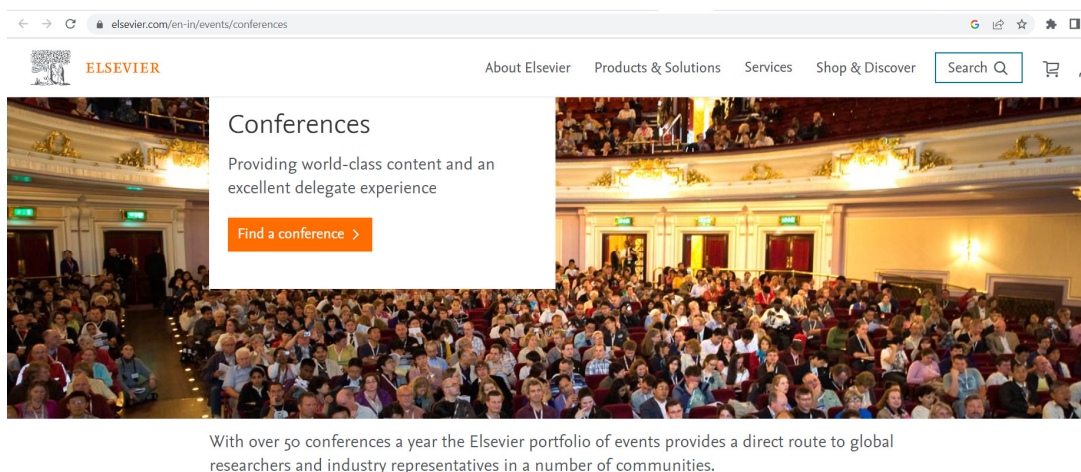 elsevier.com/en-in/events/conferences
ELSEVIER
About Elsevier Products & Solutions Services Shop & Discover Search
Conferences
Providing world-class content and an
excellent delegate experience
Find a conference
With over 50 conferences a year the Elsevier portfolio of events provides a direct route to global
researchers and industry representatives in a number of communities.